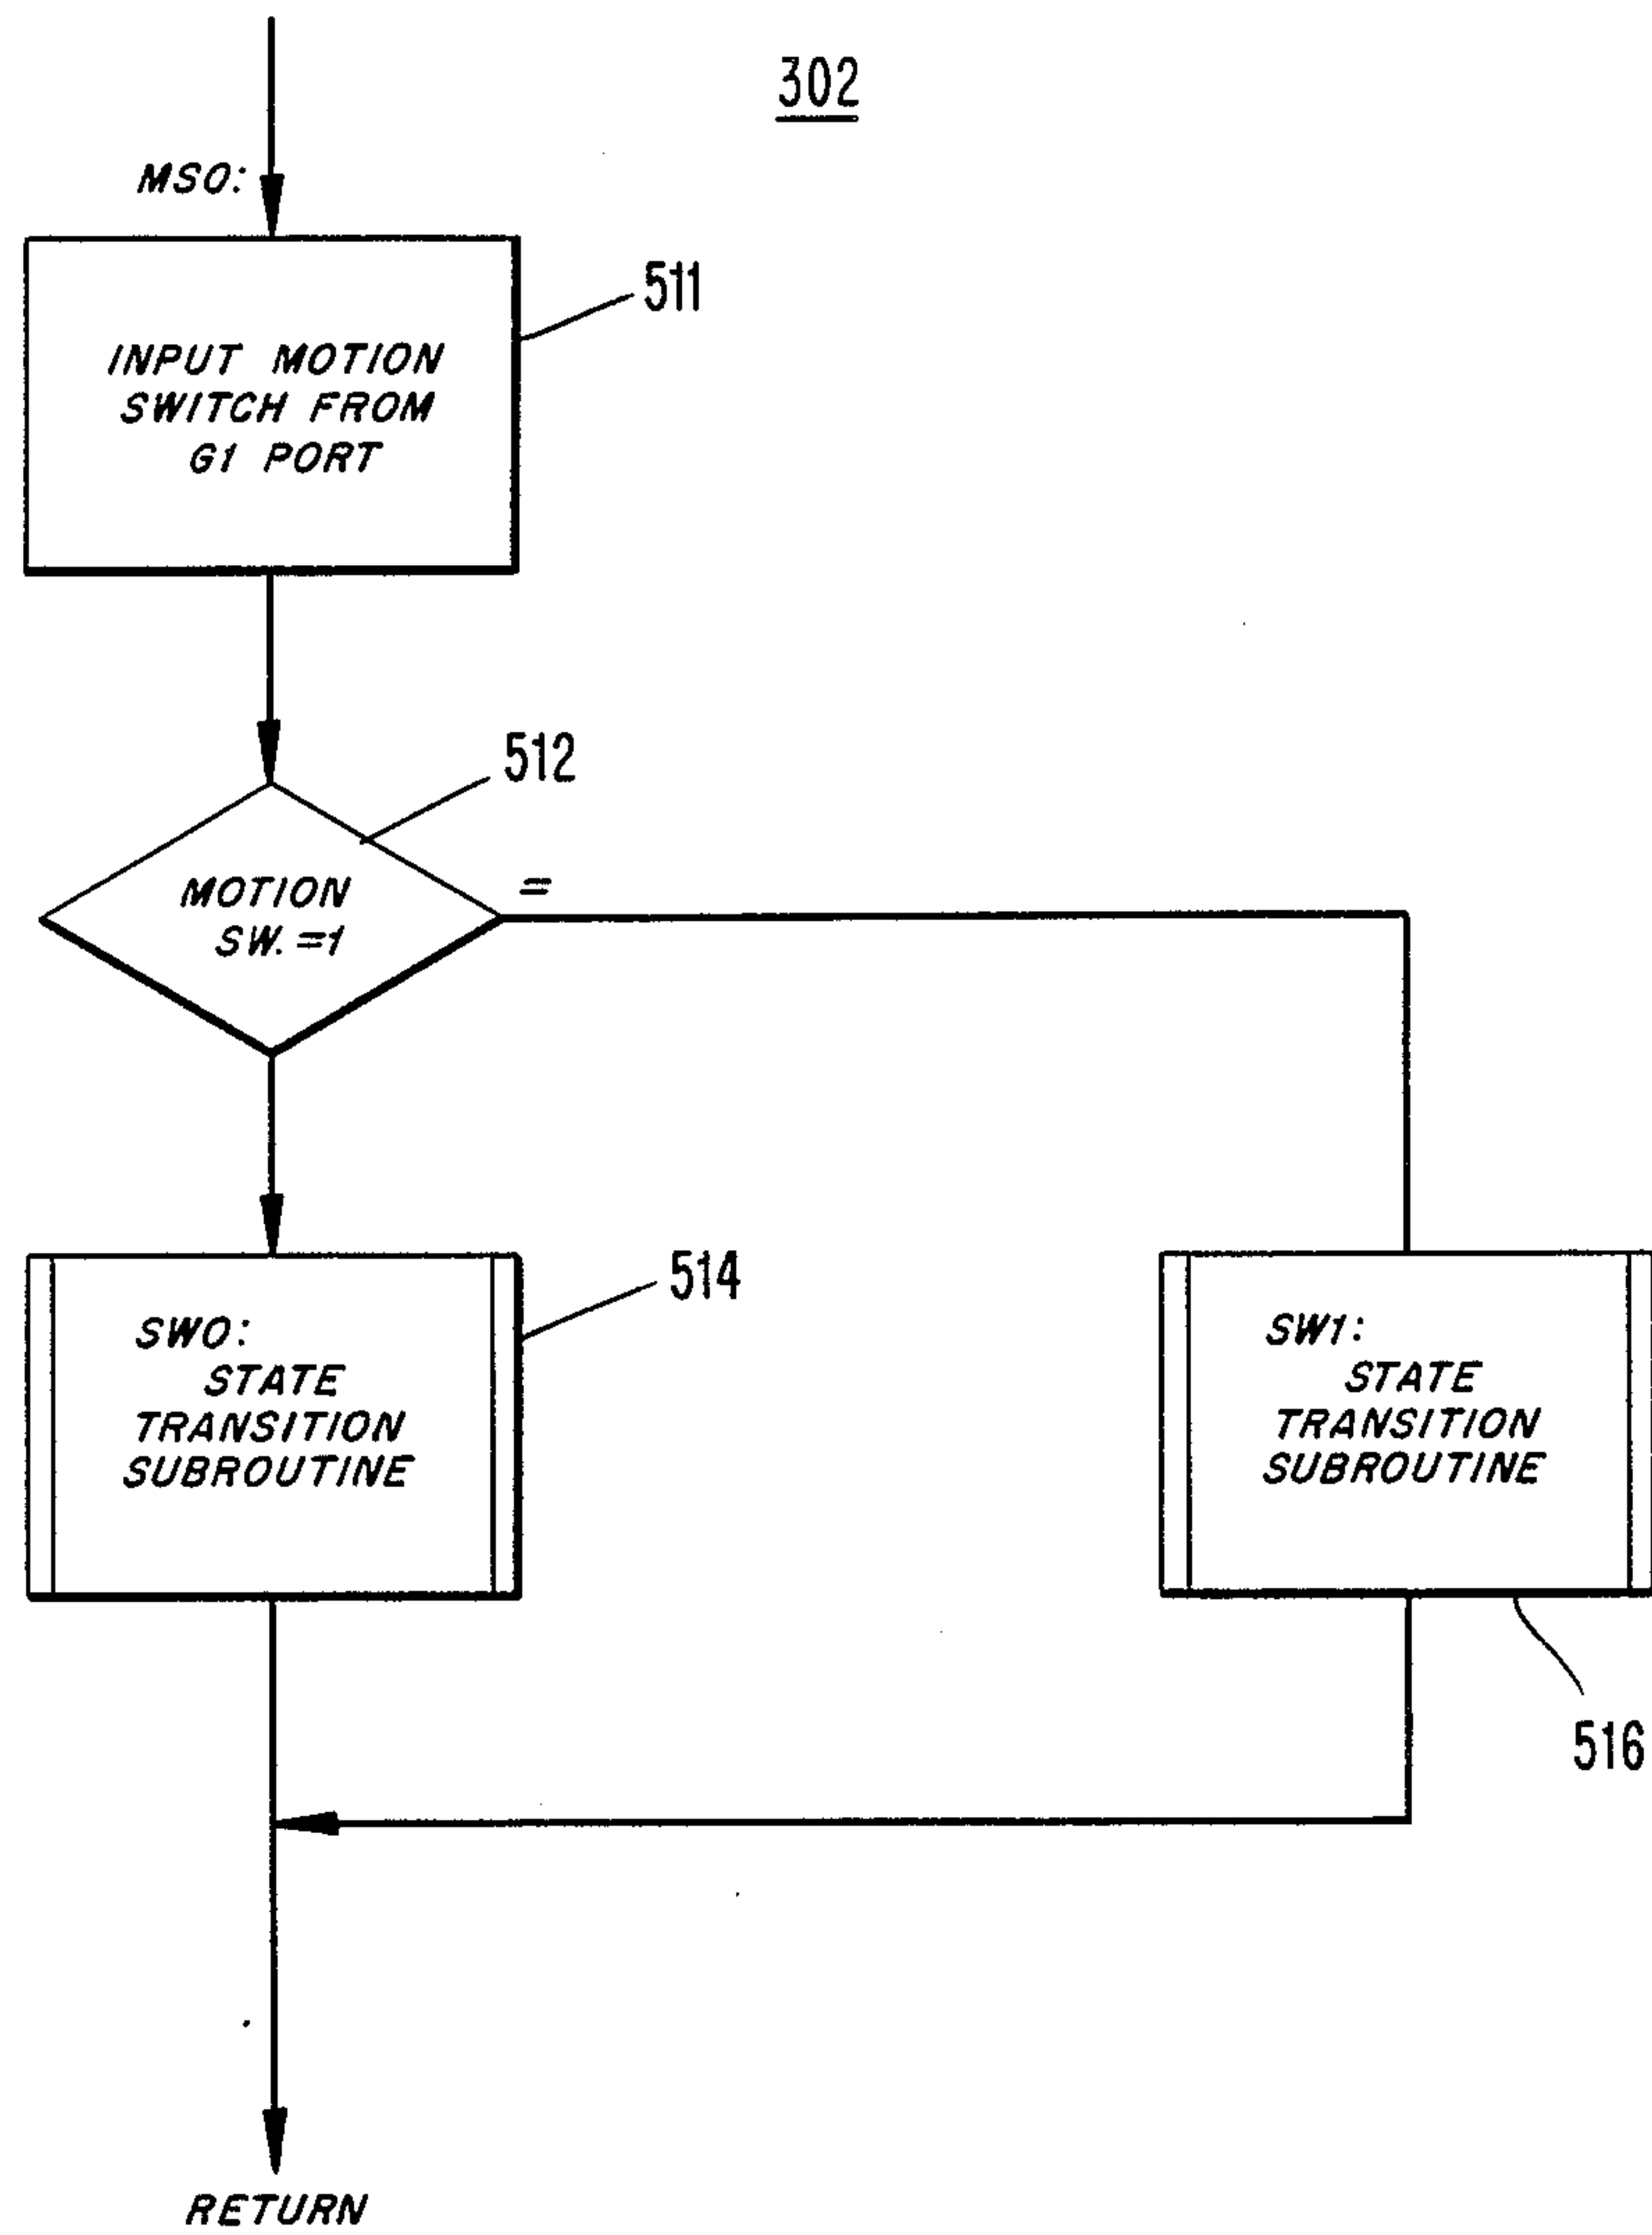 302
MSO:
INPUT MOTION
SWITCH FROM
G1 PORT
511
512
MOTION
SW.=1
=
SWO:
STATE
TRANSITION
SUBROUTINE
514
SW1:
STATE
TRANSITION
SUBROUTINE
516
RETURN